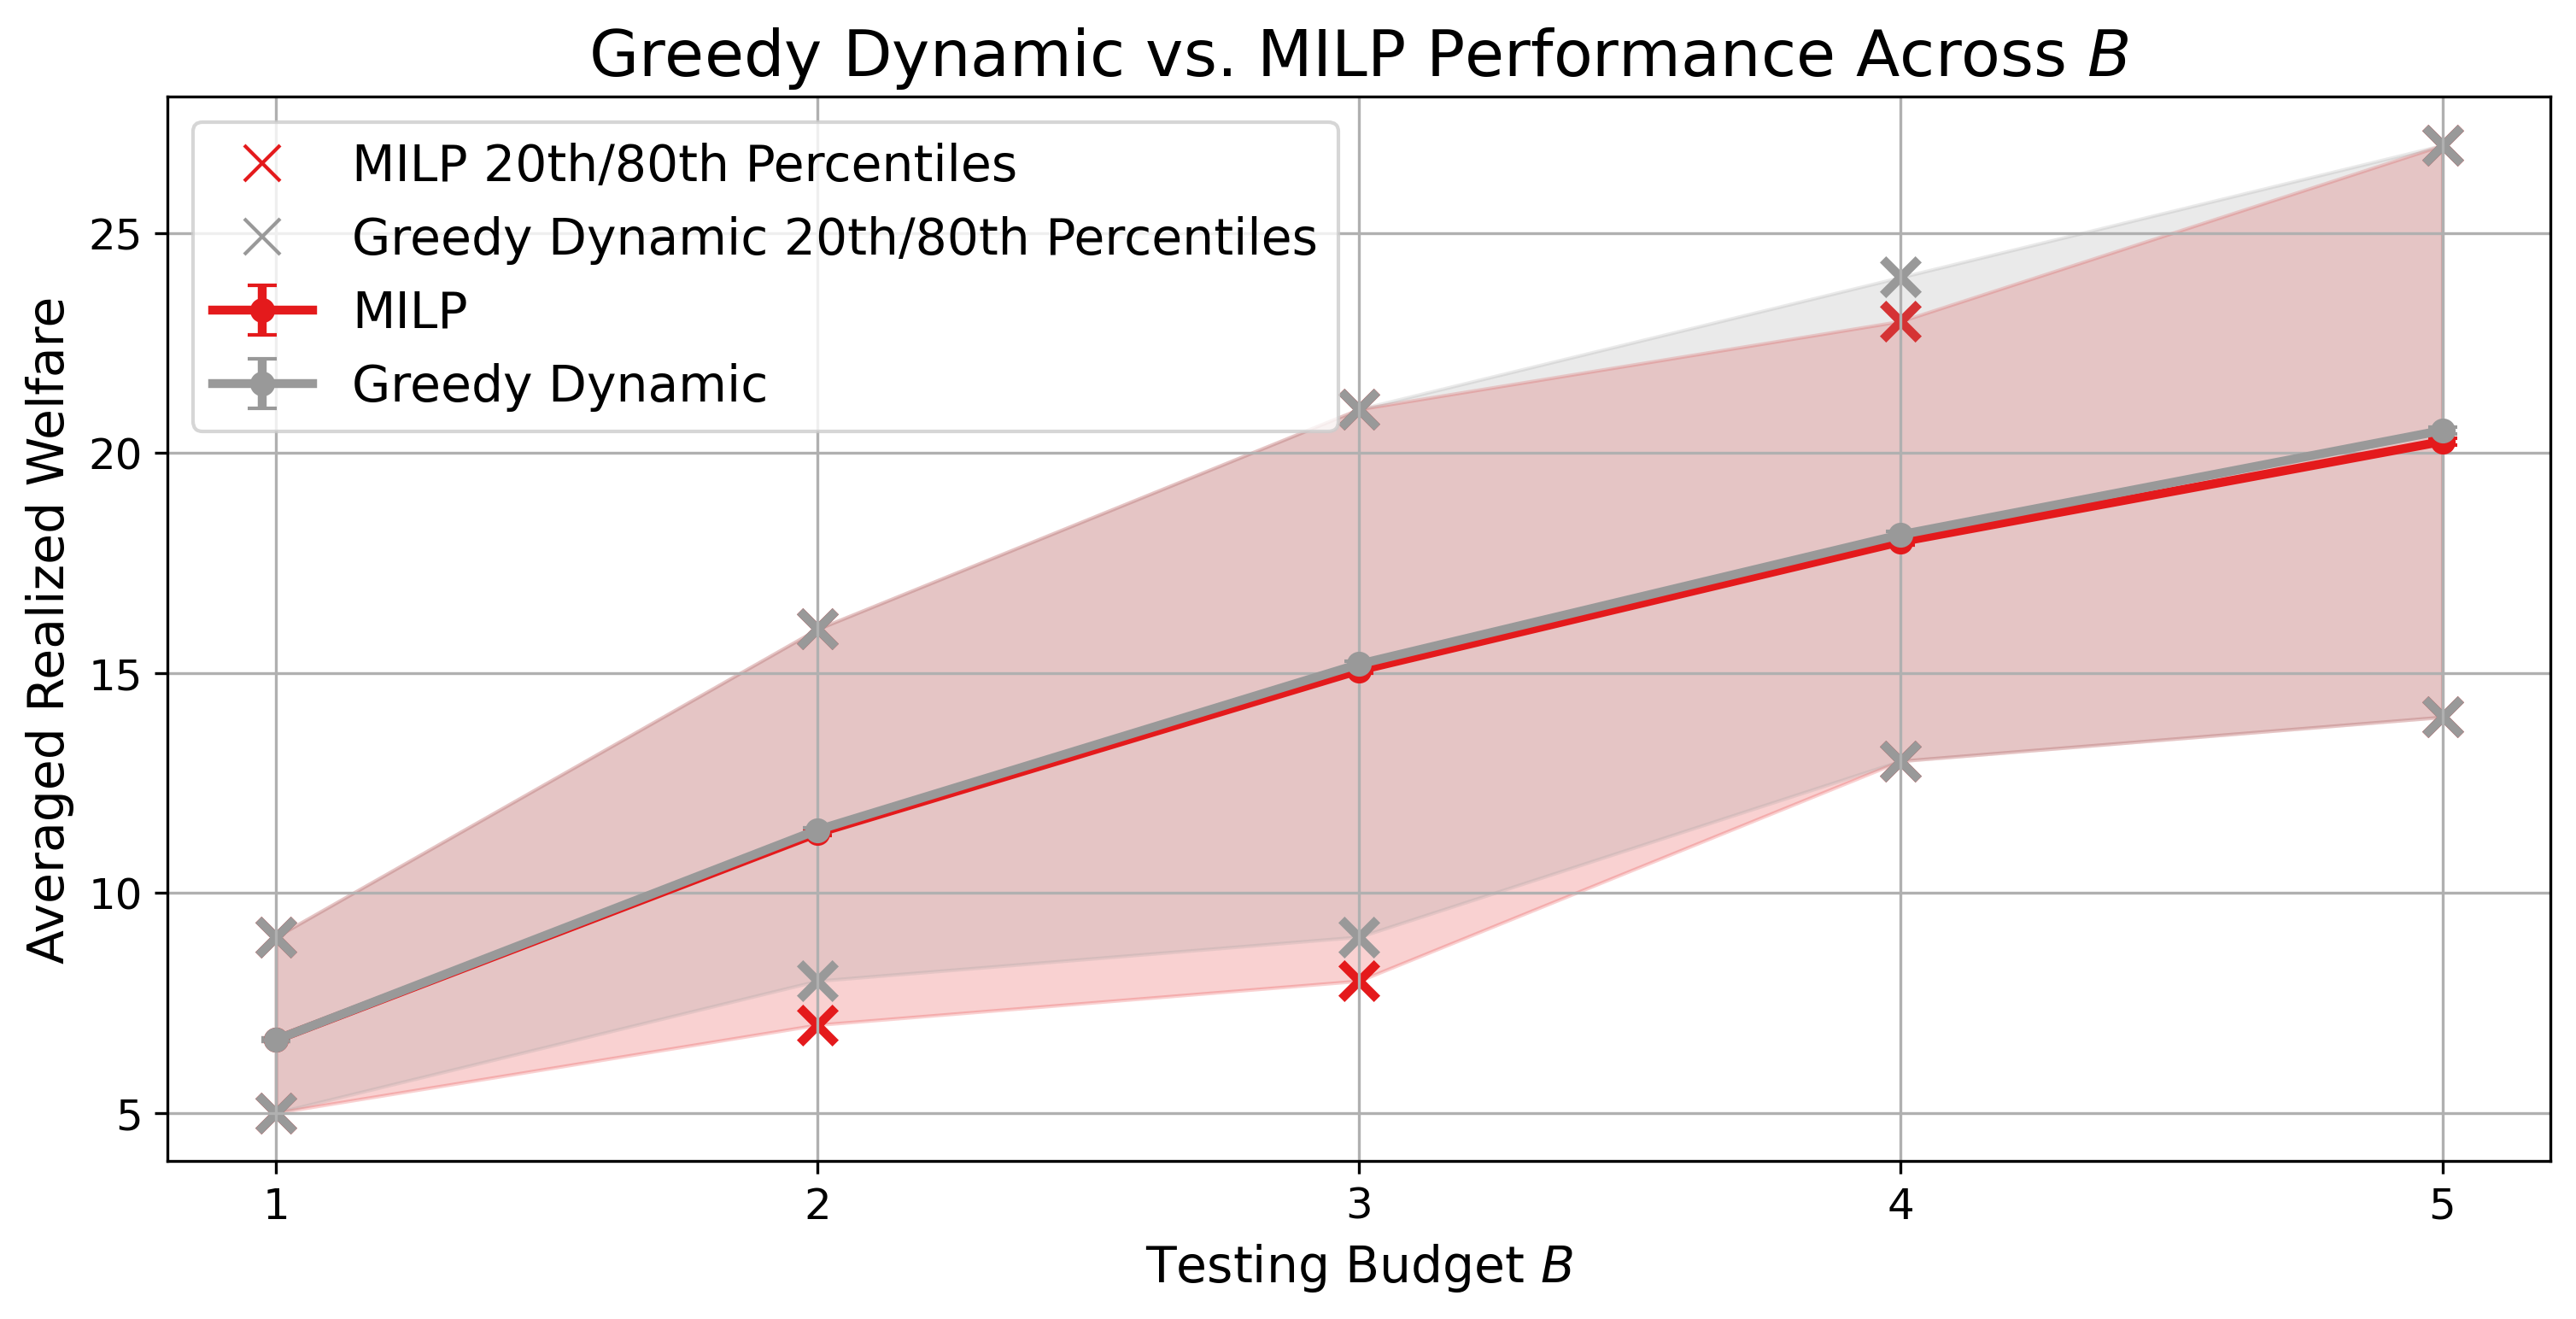 Greedy Dynamic vs. MILP Performance Across B
MILP 20th/80th Percentiles
Greedy Dynamic 20th/80th Percentiles
MILP
Greedy Dynamic
Averaged Realized Welfare
25
20
15
10
5
1 2 3 4 5
Testing Budget B